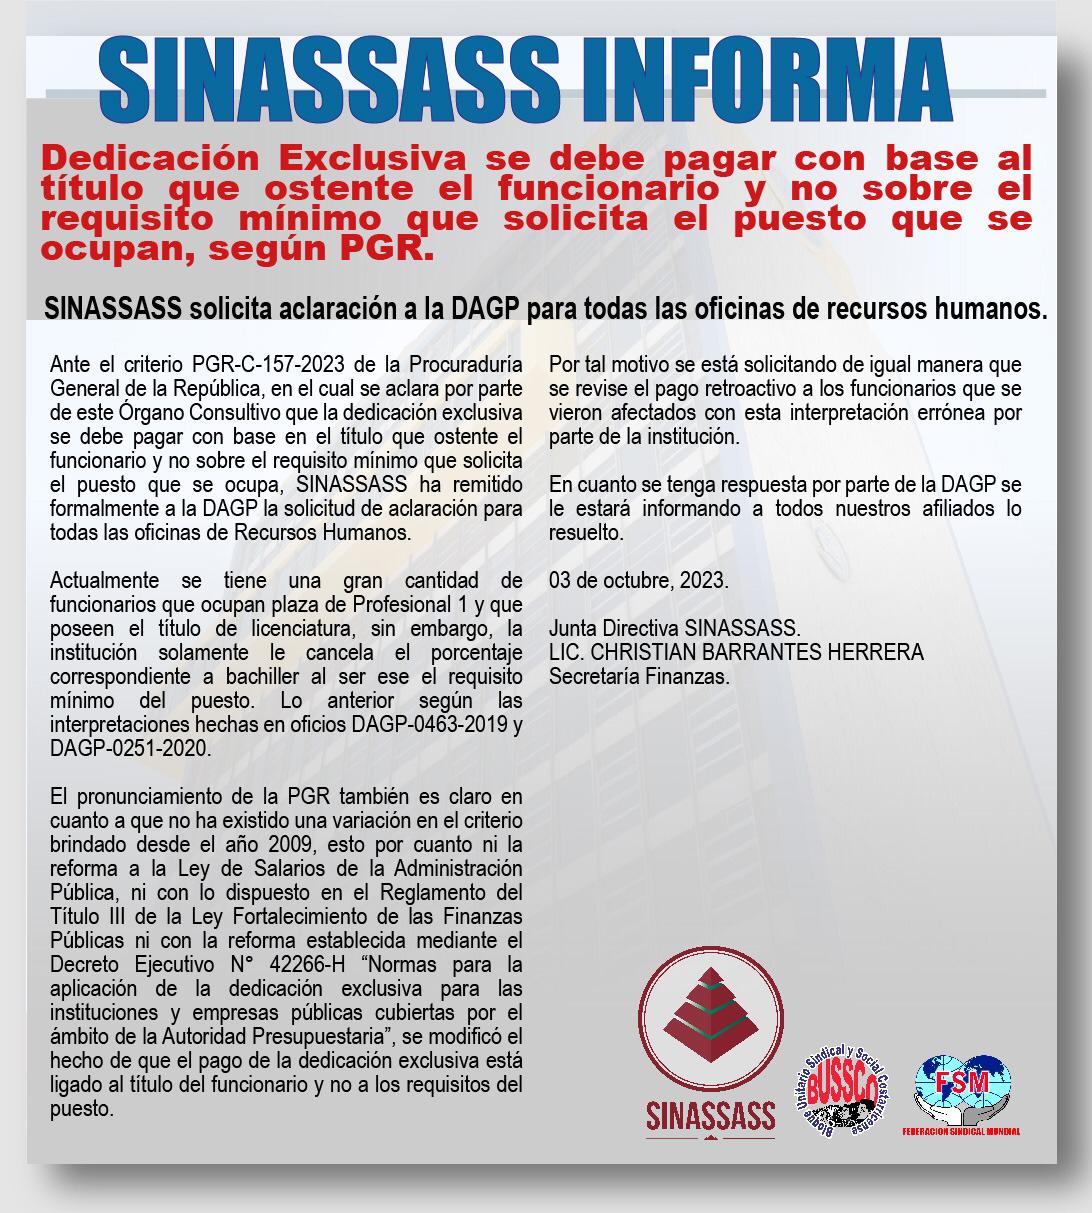 SINASSASS INFORMA
Dedicación Exclusiva se debe pagar con base al
título que ostente el funcionario y no sobre el
requisito mínimo que solicita el puesto que se
ocupan, según PGR.
SINASSASS solicita aclaración a la DAGP para todas las oficinas de recursos humanos.
Ante el criterio PGR-C-157-2023 de la Procuraduría
General de la República, en el cual se aclara por parte
de este Órgano Consultivo que la dedicación exclusiva
se debe pagar con base en el título que ostente el
funcionario y no sobre el requisito mínimo que solicita
el puesto que se ocupa, SINASSASS ha remitido
formalmente a la DAGP la solicitud de aclaración para
todas las oficinas de Recursos Humanos.
Actualmente se tiene una gran cantidad de
funcionarios que ocupan plaza de Profesional 1 y que
poseen el título de licenciatura, sin embargo, la
institución solamente le cancela el porcentaje
correspondiente a bachiller al ser ese el requisito
mínimo del puesto. Lo anterior según las
interpretaciones hechas en oficios DAGP-0463-2019 y
DAGP-0251-2020.
El pronunciamiento de la PGR también es claro en
cuanto a que no ha existido una variación en el criterio
brindado desde el año 2009, esto por cuanto ni la
reforma a la Ley de Salarios de la Administración
Pública, ni con lo dispuesto en el Reglamento del
Título III de la Ley Fortalecimiento de las Finanzas
Públicas ni con la reforma establecida mediante el
Decreto Ejecutivo N° 42266-H “Normas para la
aplicación de la dedicación exclusiva para las
instituciones y empresas públicas cubiertas por el
ámbito de la Autoridad Presupuestaria”, se modificó el
hecho de que el pago de la dedicación exclusiva está
ligado al título del funcionario y no a los requisitos del
puesto.
Por tal motivo se está solicitando de igual manera que
se revise el pago retroactivo a los funcionarios que se
vieron afectados con esta interpretación errónea por
parte de la institución.
En cuanto se tenga respuesta por parte de la DAGP se
le estará informando a todos nuestros afiliados lo
resuelto.
03 de octubre, 2023.
Junta Directiva SINASSASS.
LIC. CHRISTIAN BARRANTES HERRERA
Secretaría Finanzas.
SINASSASS
Bloque Unitario Sindical y Social Costarricense
BUSSCO
FSM
FEDERACION SINDICAL MUNDIAL